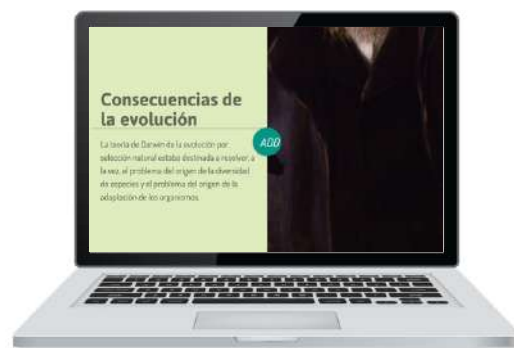 Consecuencias de
la evolución
La teoría de Darwin de la evolución por
selección natural estaba destinada a resolver, a
la vez, el problema del origen de la diversidad
de especies y el problema del origen de la
adaptación de los organismos.
ADD